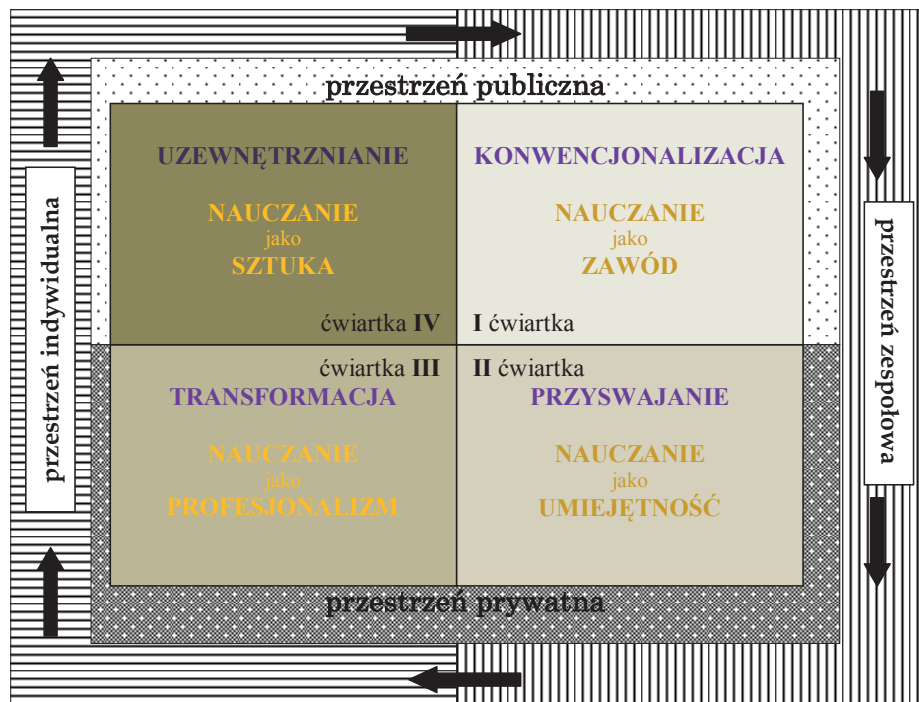 przestrzeń publiczna
UZEWNĘTRZNIANIE
NAUCZANIE
jako
SZTUKA
ćwiartka IV
KONWENCJONALIZACJA
NAUCZANIE
jako
ZAWÓD
I ćwiartka
ćwiartka III
TRANSFORMACJA
NAUCZANIE
jako
PROFESJONALIZM
II ćwiartka
PRZYSWAJANIE
NAUCZANIE
jako
UMIEJĘTNOŚĆ
przestrzeń prywatna
przestrzeń indywidualna
przestrzeń zespołowa